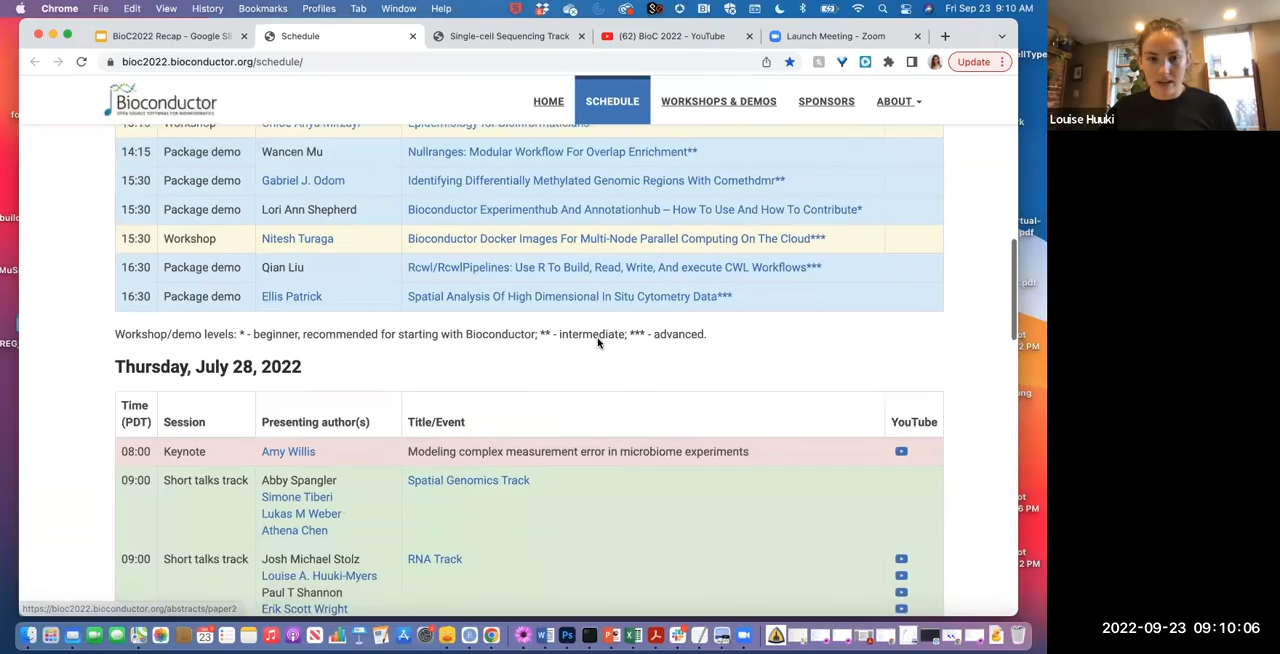 Chrome File Edit View History Bookmarks Profiles Tab Window Help Fri Sep 23 9:10 AM
BioC2022 Recap - Google Sli Schedule Single-cell Sequencing Track (62) BioC 2022 - YouTube Launch Meeting - Zoom
bioc2022.bioconductor.org/schedule/ Update
Bioconductor
OPEN SOURCE SOFTWARE FOR BIOINFORMATICS
HOME SCHEDULE WORKSHOPS & DEMOS SPONSORS ABOUT
Workshop Epidemiology for Bioinformaticians
14:15 Package demo Wancen Mu Nullranges: Modular Workflow For Overlap Enrichment**
15:30 Package demo Gabriel J. Odom Identifying Differentially Methylated Genomic Regions With Comethdmr**
15:30 Package demo Lori Ann Shepherd Bioconductor Experimenthub And Annotationhub – How To Use And How To Contribute*
15:30 Workshop Nitesh Turaga Bioconductor Docker Images For Multi-Node Parallel Computing On The Cloud***
16:30 Package demo Qian Liu Rcwl/RcwlPipelines: Use R To Build, Read, Write, And execute CWL Workflows***
16:30 Package demo Ellis Patrick Spatial Analysis Of High Dimensional In Situ Cytometry Data***
Workshop/demo levels: * - beginner, recommended for starting with Bioconductor; ** - intermediate; *** - advanced.
Thursday, July 28, 2022
Time
(PDT) Session Presenting author(s) Title/Event YouTube
08:00 Keynote Amy Willis Modeling complex measurement error in microbiome experiments
09:00 Short talks track Abby Spangler Spatial Genomics Track
Simone Tiberi
Lukas M Weber
Athena Chen
09:00 Short talks track Josh Michael Stolz RNA Track
Louise A. Huuki-Myers
Paul T Shannon
Erik Scott Wright
https://bioc2022.bioconductor.org/abstracts/paper2
Louise Huuki
2022-09-23 09:10:06